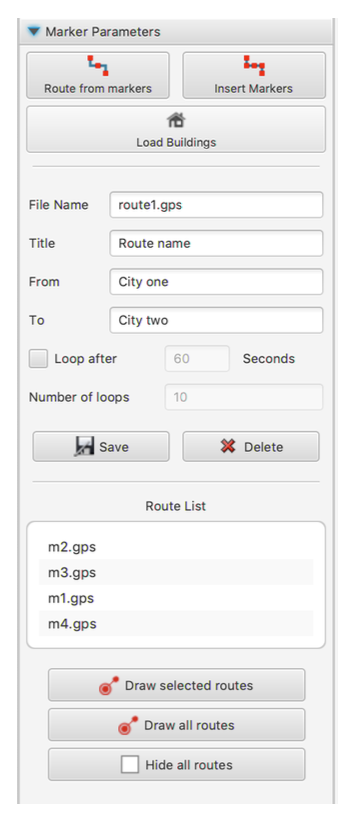 Marker Parameters
Route from markers
Insert Markers
Load Buildings
File Name route1.gps
Title Route name
From City one
To City two
Loop after 60 Seconds
Number of loops 10
Save Delete
Route List
m2.gps
m3.gps
m1.gps
m4.gps
Draw selected routes
Draw all routes
Hide all routes